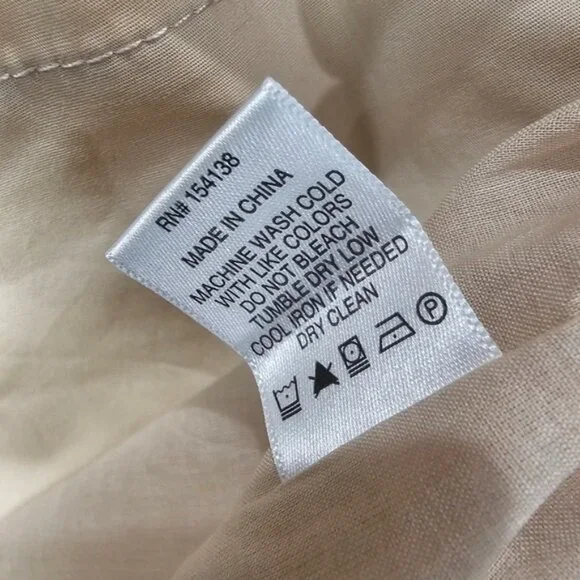 RN# 154138
MADE IN CHINA
MACHINE WASH COLD
WITH LIKE COLORS
DO NOT BLEACH
TUMBLE DRY LOW
COOL IRON IF NEEDED
DRY CLEAN
P